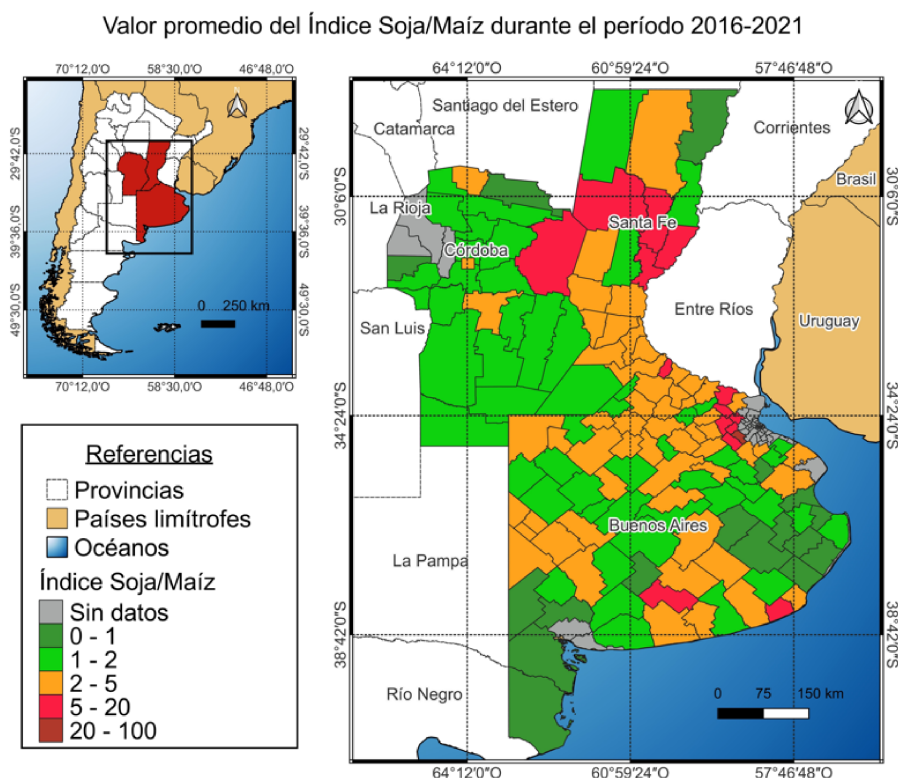 Valor promedio del Índice Soja/Maíz durante el período 2016-2021
70°12,0"O 58°30,0"O 46°48,0"O
29°42,0"S
39°36,0"S
49°30,0"S
N
0 250 km
70°12,0"O 58°30,0"O 46°48,0"O
64°12,0"O 60°59'24"O 57°46'48"O
30°6,0"S
34°24,0"S
38°42,0"S
Santiago del Estero
Catamarca
Corrientes
Brasil
La Rioja
Santa Fe
Córdoba
Entre Ríos
San Luis
Uruguay
Buenos Aires
La Pampa
Río Negro
0 75 150 km
64°12,0"O 60°59'24"O 57°46'48"O
Referencias
Provincias
Países limítrofes
Océanos
Índice Soja/Maíz
Sin datos
0 - 1
1 - 2
2 - 5
5 - 20
20 - 100